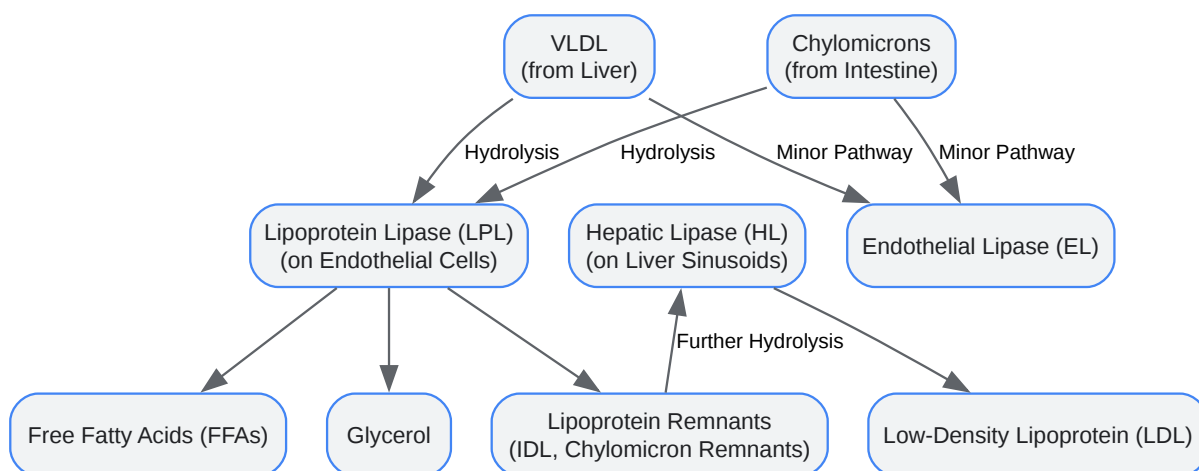 VLDL
(from Liver)
Chylomicrons
(from Intestine)
Hydrolysis
Hydrolysis
Minor Pathway
Minor Pathway
Lipoprotein Lipase (LPL)
(on Endothelial Cells)
Hepatic Lipase (HL)
(on Liver Sinusoids)
Endothelial Lipase (EL)
Further Hydrolysis
Free Fatty Acids (FFAs)
Glycerol
Lipoprotein Remnants
(IDL, Chylomicron Remnants)
Low-Density Lipoprotein (LDL)